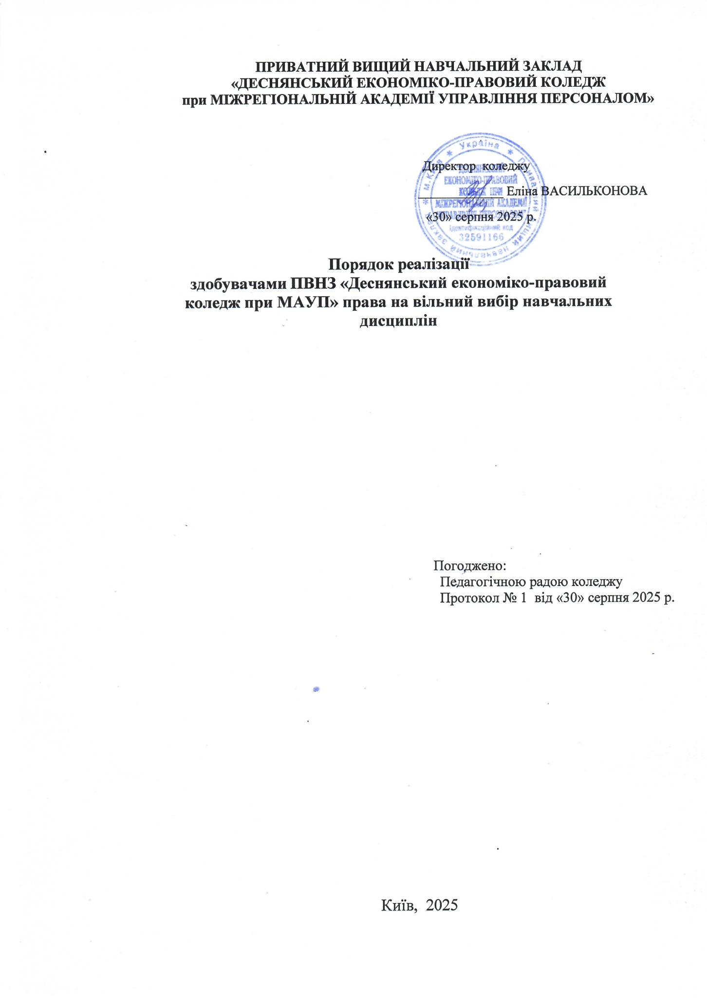 ПРИВАТНИЙ ВИЩИЙ НАВЧАЛЬНИЙ ЗАКЛАД
«ДЕСНЯНСЬКИЙ ЕКОНОМІКО-ПРАВОВИЙ КОЛЕДЖ
при МІЖРЕГІОНАЛЬНІЙ АКАДЕМІЇ УПРАВЛІННЯ ПЕРСОНАЛОМ»
Директор коледжу
Еліна ВАСИЛЬКОНОВА
«30» серпня 2025 р.
м.Київ * Україна * Приватний вищий навчальний заклад *
ДЕСНЯНСЬКИЙ
ЕКОНОМІКО-ПРАВОВИЙ
КОЛЕДЖ ПРИ
МІЖРЕГІОНАЛЬНІЙ АКАДЕМІЇ
УПРАВЛІННЯ ПЕРСОНАЛОМ"
Ідентифікаційний код
32591166
Порядок реалізації
здобувачами ПВНЗ «Деснянський економіко-правовий
коледж при МАУП» права на вільний вибір навчальних
дисциплін
Погоджено:
Педагогічною радою коледжу
Протокол № 1 від «30» серпня 2025 р.
Київ, 2025